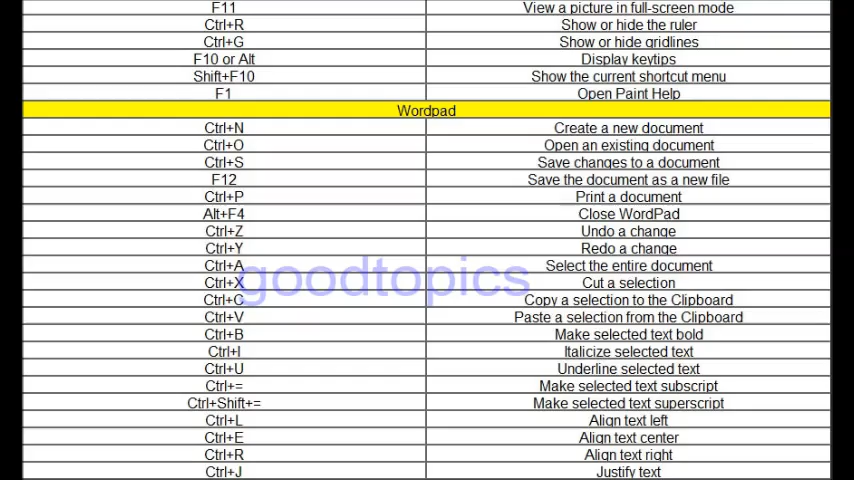 F11 View a picture in full-screen mode
Ctrl+R Show or hide the ruler
Ctrl+G Show or hide gridlines
F10 or Alt Display keytips
Shift+F10 Show the current shortcut menu
F1 Open Paint Help
Wordpad
Ctrl+N Create a new document
Ctrl+O Open an existing document
Ctrl+S Save changes to a document
F12 Save the document as a new file
Ctrl+P Print a document
Alt+F4 Close WordPad
Ctrl+Z Undo a change
Ctrl+Y Redo a change
Ctrl+A Select the entire document
goodtopics
Ctrl+X Cut a selection
Ctrl+C Copy a selection to the Clipboard
Ctrl+V Paste a selection from the Clipboard
Ctrl+B Make selected text bold
Ctrl+I Italicize selected text
Ctrl+U Underline selected text
Ctrl+= Make selected text subscript
Ctrl+Shift+= Make selected text superscript
Ctrl+L Align text left
Ctrl+E Align text center
Ctrl+R Align text right
Ctrl+J Justify text